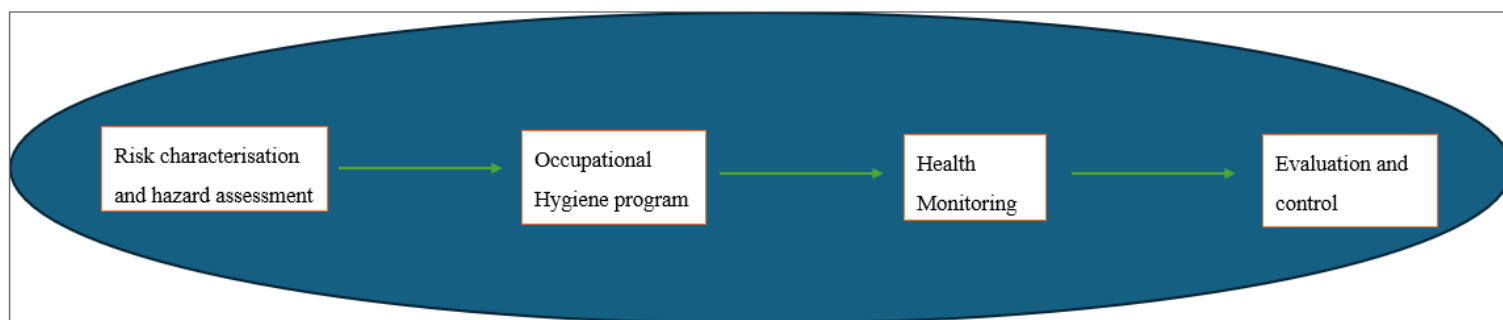 Risk characterisation
and hazard assessment
Occupational
Hygiene program
Health
Monitoring
Evaluation and
control